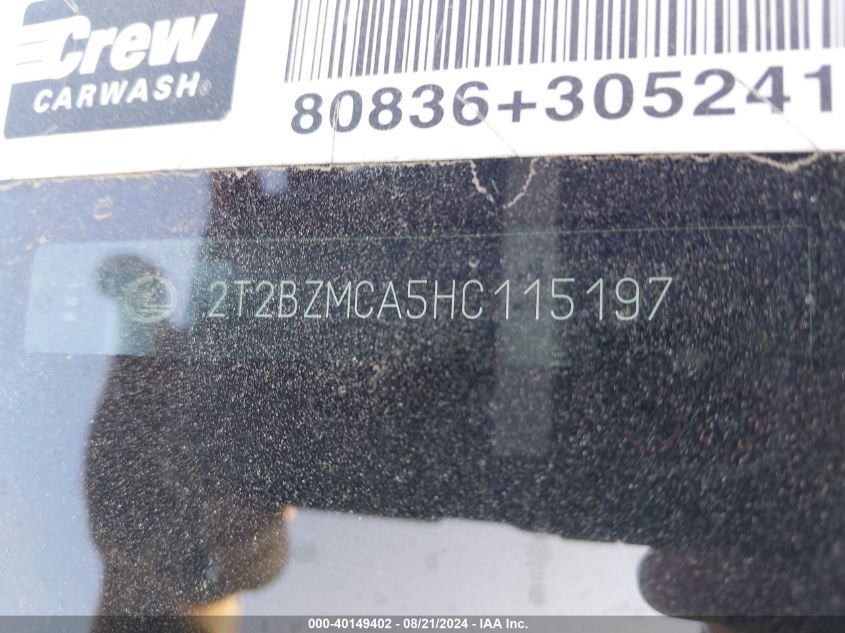 Crew
CARWASH®
80836+305241
2T2BZMCA5HC115197
000-40149402 - 08/21/2024 - IAA Inc.